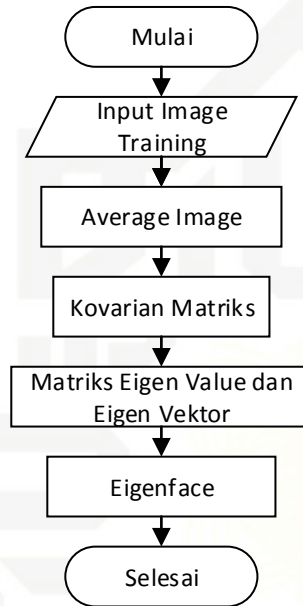 Mulai
Input Image
Training
Average Image
Kovarian Matriks
Matriks Eigen Value dan
Eigen Vektor
Eigenface
Selesai